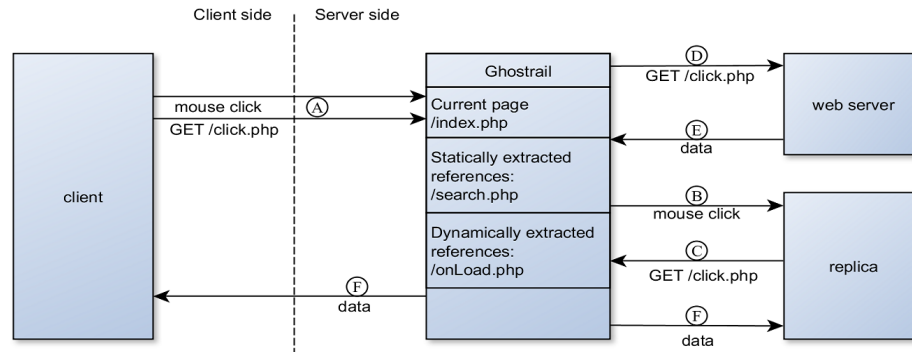 Client side
Server side
client
mouse click
A
GET /click.php
Ghostrail
Current page
/index.php
Statically extracted
references:
/search.php
Dynamically extracted
references:
/onLoad.php
D
GET /click.php
E
data
web server
B
mouse click
C
GET /click.php
F
data
replica
F
data